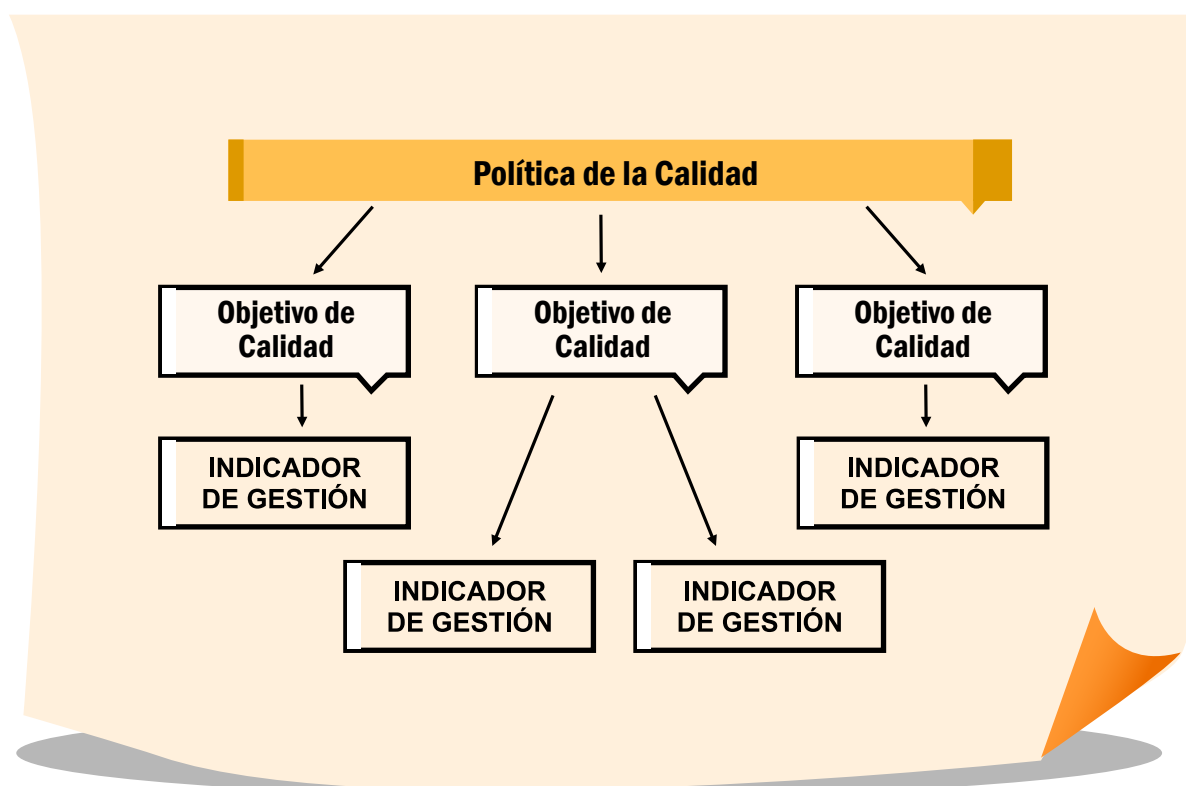 Política de la Calidad
Objetivo de
Calidad
Objetivo de
Calidad
Objetivo de
Calidad
INDICADOR
DE GESTIÓN
INDICADOR
DE GESTIÓN
INDICADOR
DE GESTIÓN
INDICADOR
DE GESTIÓN